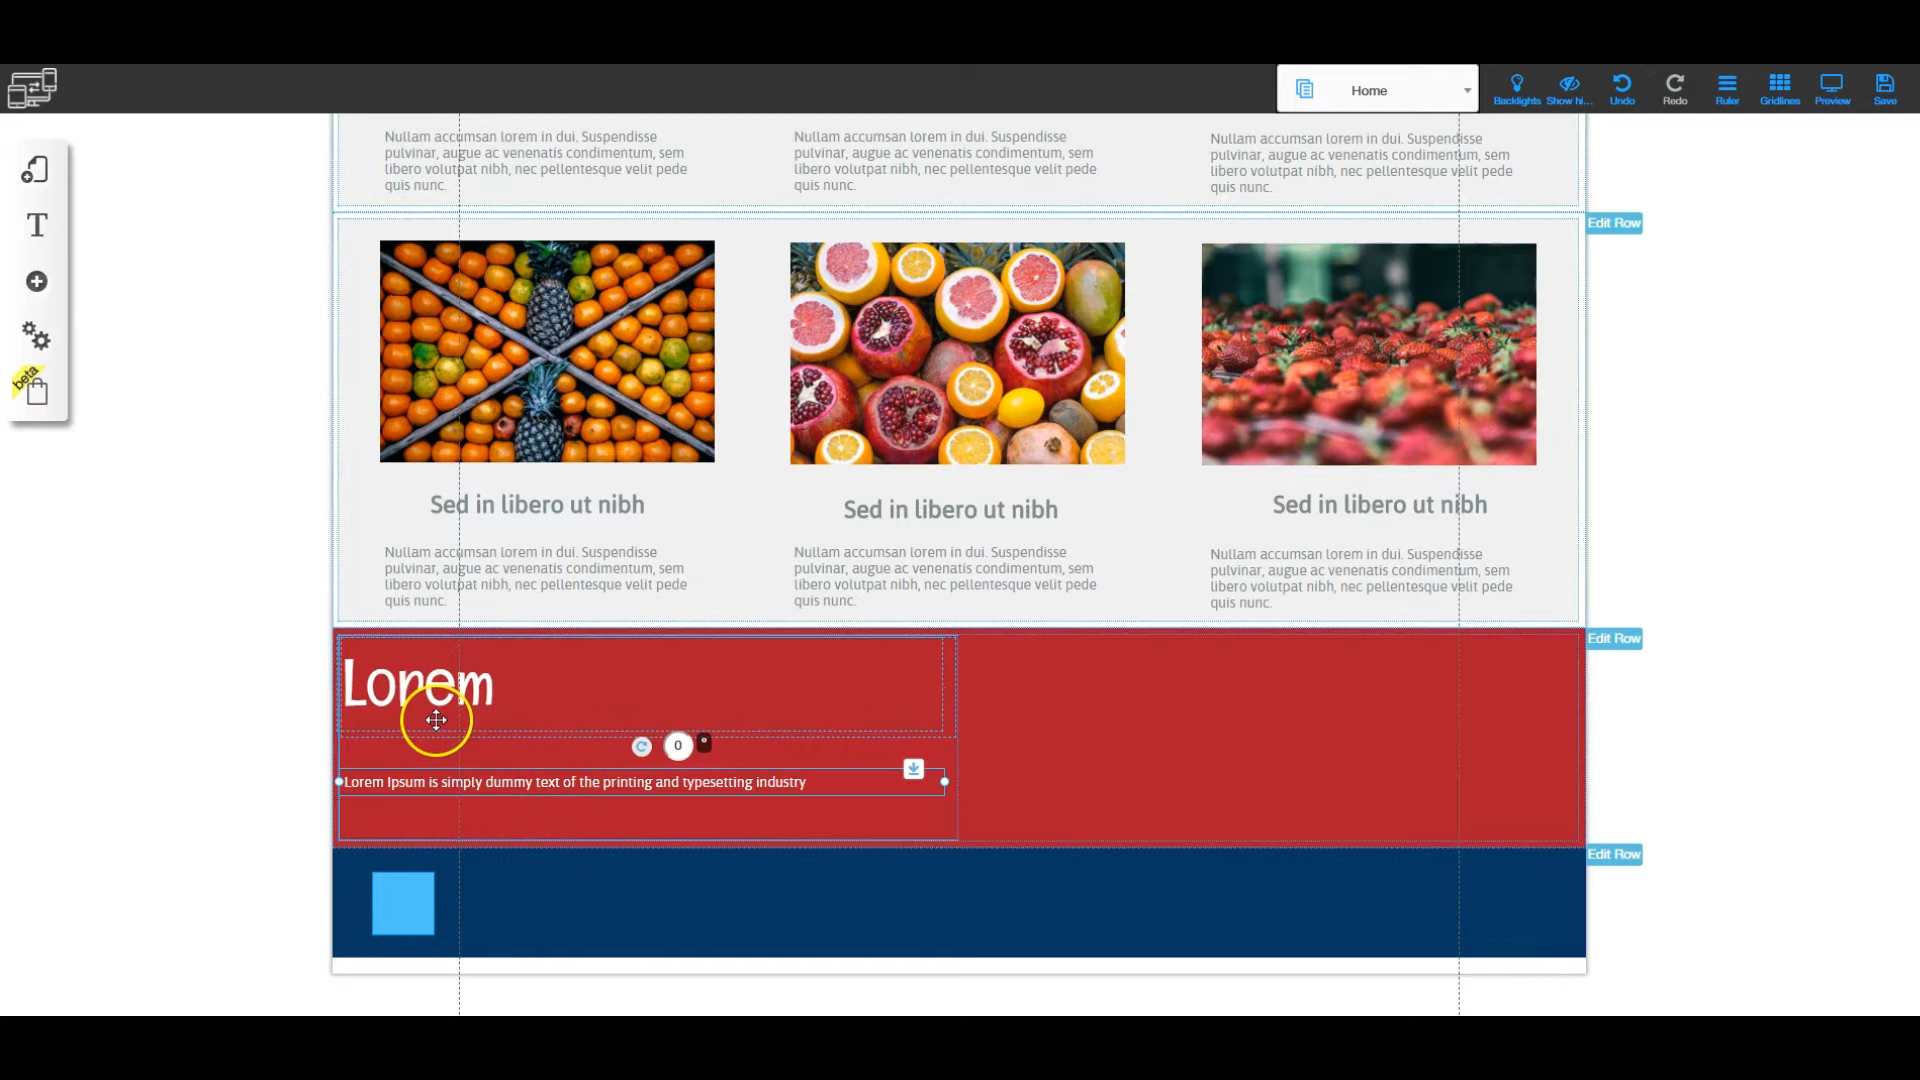 Home
Backlights
Show hi...
Undo
Redo
Ruler
Gridlines
Preview
Save
T
beta
Nullam accumsan lorem in dui. Suspendisse
pulvinar, augue ac venenatis condimentum, sem
libero volutpat nibh, nec pellentesque velit pede
quis nunc.
Nullam accumsan lorem in dui. Suspendisse
pulvinar, augue ac venenatis condimentum, sem
libero volutpat nibh, nec pellentesque velit pede
quis nunc.
Nullam accumsan lorem in dui. Suspendisse
pulvinar, augue ac venenatis condimentum, sem
libero volutpat nibh, nec pellentesque velit pede
quis nunc.
Edit Row
Sed in libero ut nibh
Sed in libero ut nibh
Sed in libero ut nibh
Nullam accumsan lorem in dui. Suspendisse
pulvinar, augue ac venenatis condimentum, sem
libero volutpat nibh, nec pellentesque velit pede
quis nunc.
Nullam accumsan lorem in dui. Suspendisse
pulvinar, augue ac venenatis condimentum, sem
libero volutpat nibh, nec pellentesque velit pede
quis nunc.
Nullam accumsan lorem in dui. Suspendisse
pulvinar, augue ac venenatis condimentum, sem
libero volutpat nibh, nec pellentesque velit pede
quis nunc.
Edit Row
Lorem
0
°
Lorem Ipsum is simply dummy text of the printing and typesetting industry
Edit Row